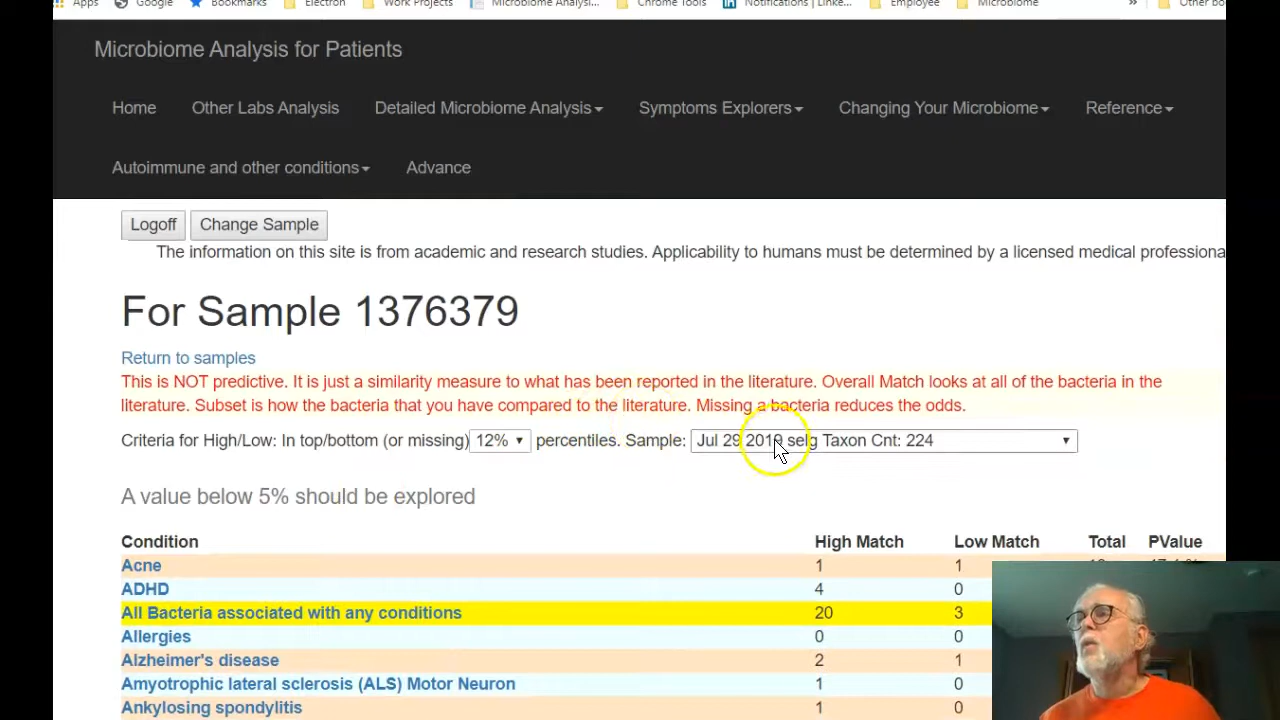 Apps Google Bookmarks Electron Work Projects Microbiome Analysi... Chrome Tools Notifications | Linke... Employee Microbiome » Other bo
Microbiome Analysis for Patients
Home Other Labs Analysis Detailed Microbiome Analysis Symptoms Explorers Changing Your Microbiome Reference
Autoimmune and other conditions Advance
Logoff Change Sample
The information on this site is from academic and research studies. Applicability to humans must be determined by a licensed medical professiona
For Sample 1376379
Return to samples
This is NOT predictive. It is just a similarity measure to what has been reported in the literature. Overall Match looks at all of the bacteria in the
literature. Subset is how the bacteria that you have compared to the literature. Missing a bacteria reduces the odds.
Criteria for High/Low: In top/bottom (or missing) 12% percentiles. Sample: Jul 29 2019 selg Taxon Cnt: 224
A value below 5% should be explored
Condition High Match Low Match Total PValue
Acne 1 1
ADHD 4 0
All Bacteria associated with any conditions 20 3
Allergies 0 0
Alzheimer's disease 2 1
Amyotrophic lateral sclerosis (ALS) Motor Neuron 1 0
Ankylosing spondylitis 1 0